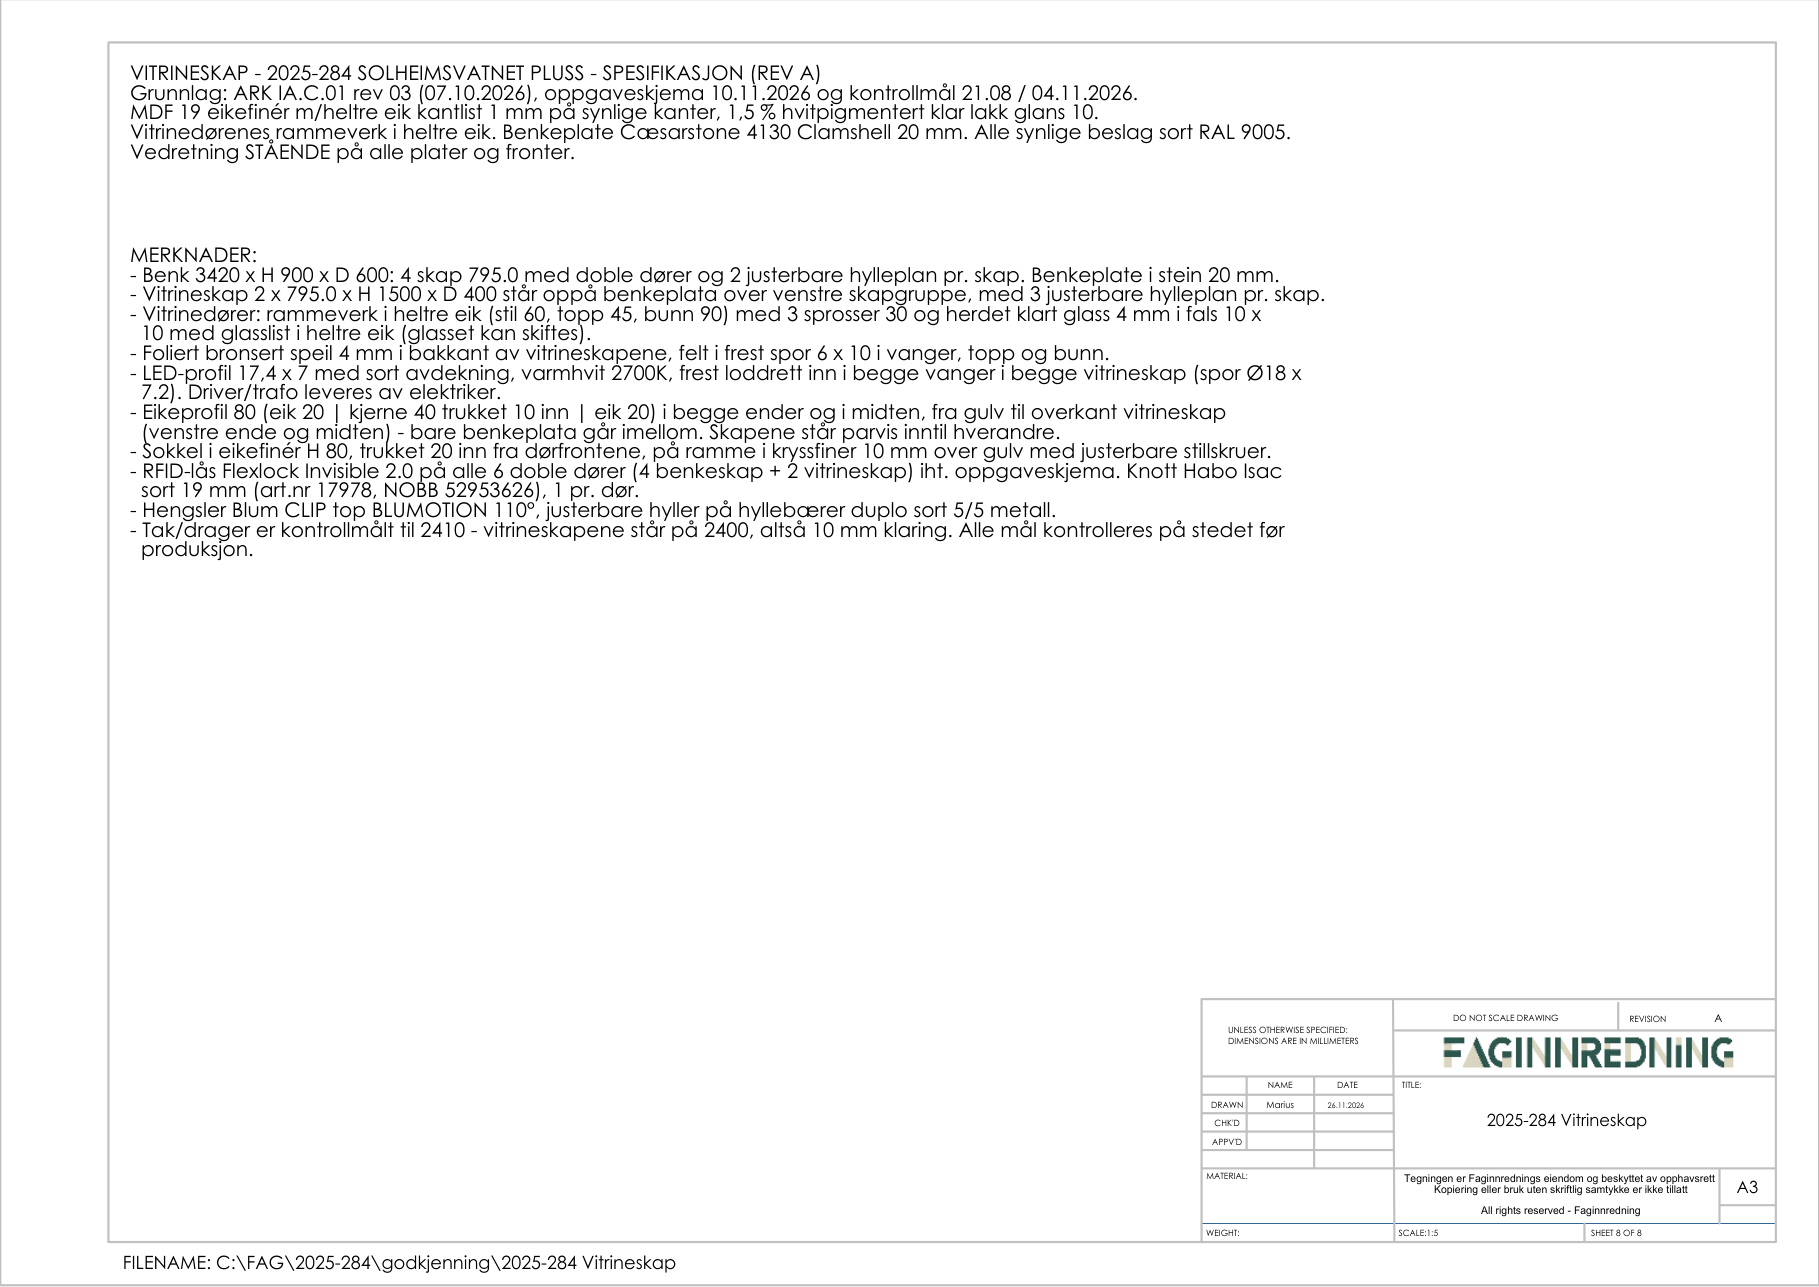 VITRINESKAP - 2025-284 SOLHEIMSVATNET PLUSS - SPESIFIKASJON (REV A)
Grunnlag: ARK IA.C.01 rev 03 (07.10.2026), oppgaveskjema 10.11.2026 og kontrollmål 21.08 / 04.11.2026.
MDF 19 eikefinér m/heltre eik kantlist 1 mm på synlige kanter, 1,5 % hvitpigmentert klar lakk glans 10.
Vitrinedørenes rammeverk i heltre eik. Benkeplate Cæsarstone 4130 Clamshell 20 mm. Alle synlige beslag sort RAL 9005.
Vedretning STÅENDE på alle plater og fronter.
MERKNADER:
- Benk 3420 x H 900 x D 600: 4 skap 795.0 med doble dører og 2 justerbare hylleplan pr. skap. Benkeplate i stein 20 mm.
- Vitrineskap 2 x 795.0 x H 1500 x D 400 står oppå benkeplata over venstre skapgruppe, med 3 justerbare hylleplan pr. skap.
- Vitrinedører: rammeverk i heltre eik (stil 60, topp 45, bunn 90) med 3 sprosser 30 og herdet klart glass 4 mm i fals 10 x
10 med glasslist i heltre eik (glasset kan skiftes).
- Foliert bronsert speil 4 mm i bakkant av vitrineskapene, felt i frest spor 6 x 10 i vanger, topp og bunn.
- LED-profil 17,4 x 7 med sort avdekning, varmhvit 2700K, frest loddrett inn i begge vanger i begge vitrineskap (spor Ø18 x
7.2). Driver/trafo leveres av elektriker.
- Eikeprofil 80 (eik 20 | kjerne 40 trukket 10 inn | eik 20) i begge ender og i midten, fra gulv til overkant vitrineskap
(venstre ende og midten) - bare benkeplata går imellom. Skapene står parvis inntil hverandre.
- Sokkel i eikefinér H 80, trukket 20 inn fra dørfrontene, på ramme i kryssfiner 10 mm over gulv med justerbare stillskruer.
- RFID-lås Flexlock Invisible 2.0 på alle 6 doble dører (4 benkeskap + 2 vitrineskap) iht. oppgaveskjema. Knott Habo Isac
sort 19 mm (art.nr 17978, NOBB 52953626), 1 pr. dør.
- Hengsler Blum CLIP top BLUMOTION 110°, justerbare hyller på hyllebærer duplo sort 5/5 metall.
- Tak/drager er kontrollmålt til 2410 - vitrineskapene står på 2400, altså 10 mm klaring. Alle mål kontrolleres på stedet før
produksjon.
UNLESS OTHERWISE SPECIFIED:
DIMENSIONS ARE IN MILLIMETERS
DO NOT SCALE DRAWING
REVISION A
FAGINNREDNING
NAME DATE
DRAWN Marius 26.11.2026
CHK'D
APPV'D
TITLE:
2025-284 Vitrineskap
MATERIAL:
Tegningen er Faginnrednings eiendom og beskyttet av opphavsrett
Kopiering eller bruk uten skriftlig samtykke er ikke tillatt
All rights reserved - Faginnredning
A3
WEIGHT:
SCALE:1:5
SHEET 8 OF 8
FILENAME: C:\FAG\2025-284\godkjenning\2025-284 Vitrineskap